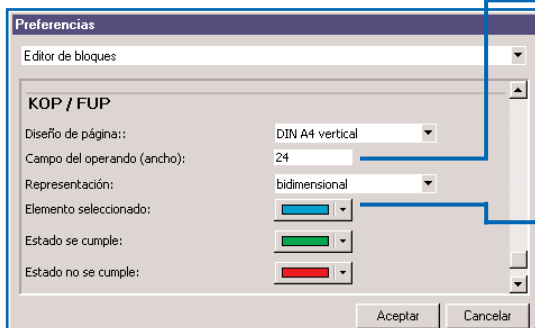 Preferencias
Editor de bloques
KOP / FUP
Diseño de página:: DIN A4 vertical
Campo del operando (ancho): 24
Representación: bidimensional
Elemento seleccionado:
Estado se cumple:
Estado no se cumple:
Aceptar Cancelar